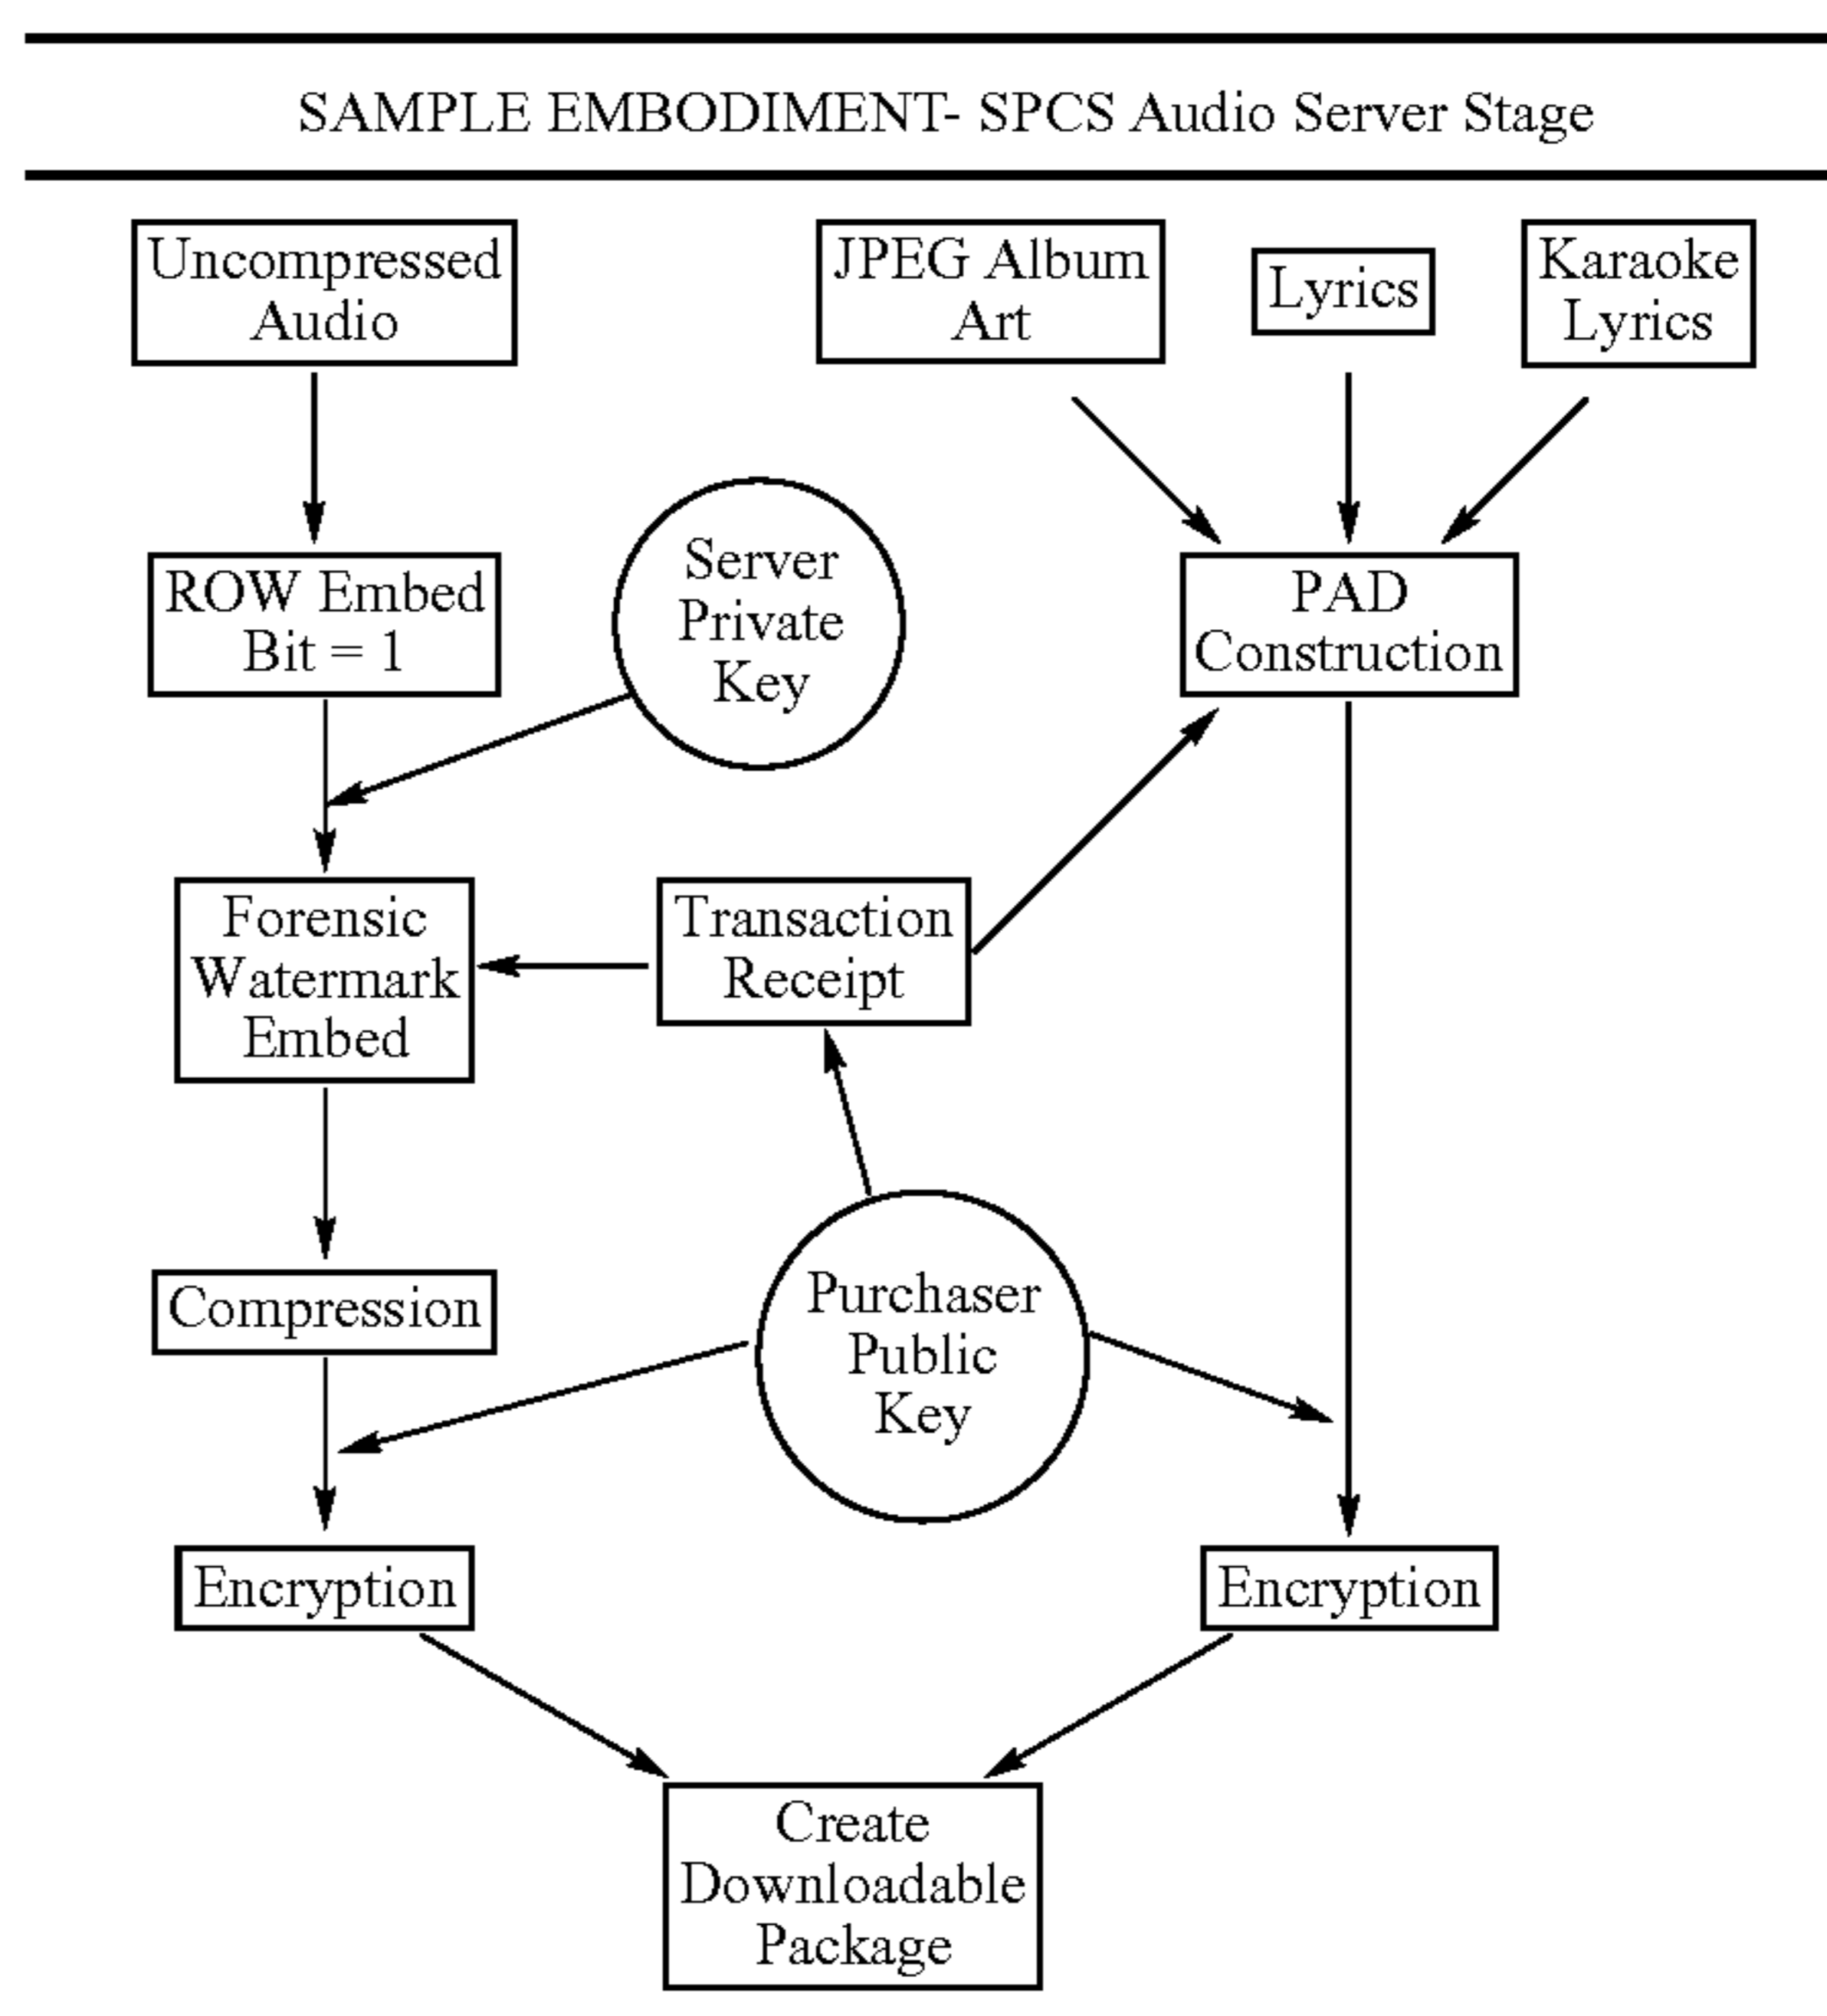 SAMPLE EMBODIMENT- SPCS Audio Server Stage
Uncompressed
Audio
JPEG Album
Art
Lyrics
Karaoke
Lyrics
ROW Embed
Bit = 1
Server
Private
Key
PAD
Construction
Forensic
Watermark
Embed
Transaction
Receipt
Compression
Purchaser
Public
Key
Encryption
Encryption
Create
Downloadable
Package